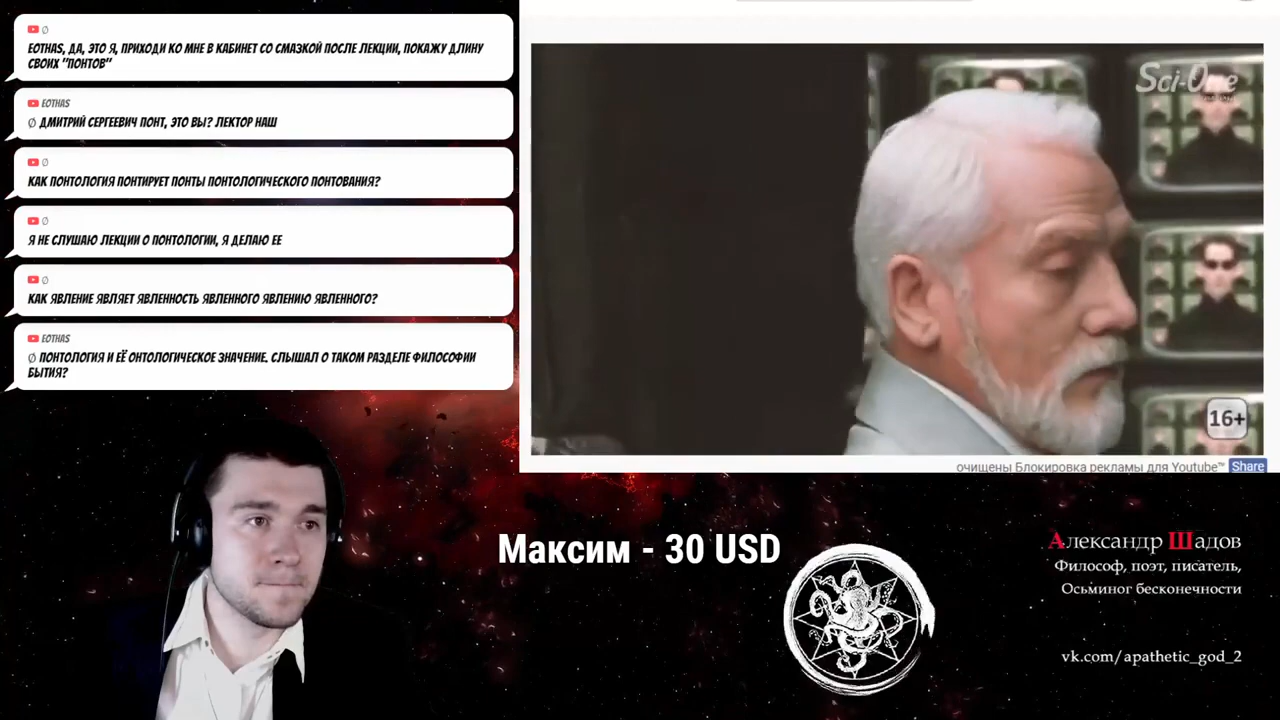 Ø
EOTHAS, ДА, ЭТО Я, ПРИХОДИ КО МНЕ В КАБИНЕТ СО СМАЗКОЙ ПОСЛЕ ЛЕКЦИИ, ПОКАЖУ ДЛИНУ
СВОИХ "ПОНТОВ"
EOTHAS
Ø ДМИТРИЙ СЕРГЕЕВИЧ ПОНТ, ЭТО ВЫ? ЛЕКТОР НАШ
Ø
КАК ПОНТОЛОГИЯ ПОНТИРУЕТ ПОНТЫ ПОНТОЛОГИЧЕСКОГО ПОНТОВАНИЯ?
Ø
Я НЕ СЛУШАЮ ЛЕКЦИИ О ПОНТОЛОГИИ, Я ДЕЛАЮ ЕЕ
Ø
КАК ЯВЛЕНИЕ ЯВЛЯЕТ ЯВЛЕННОСТЬ ЯВЛЕННОГО ЯВЛЕНИЮ ЯВЛЕННОГО?
EOTHAS
Ø ПОНТОЛОГИЯ И ЕЁ ОНТОЛОГИЧЕСКОЕ ЗНАЧЕНИЕ. СЛЫШАЛ О ТАКОМ РАЗДЕЛЕ ФИЛОСОФИИ
БЫТИЯ?
Sci-One
16+
очищены Блокировка рекламы для Youtube™ Share
Максим - 30 USD
Александр Шадов
Философ, поэт, писатель,
Осьминог бесконечности
vk.com/apathetic_god_2